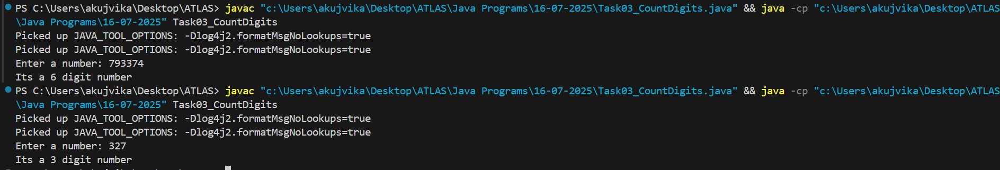 PS C:\Users\akujvika\Desktop\ATLAS> javac "c:\Users\akujvika\Desktop\ATLAS\Java Programs\16-07-2025\Task03_CountDigits.java" && java -cp "c:\Users\akujvika\Desktop\ATLAS
\Java Programs\16-07-2025" Task03_CountDigits
Picked up JAVA_TOOL_OPTIONS: -Dlog4j2.formatMsgNoLookups=true
Picked up JAVA_TOOL_OPTIONS: -Dlog4j2.formatMsgNoLookups=true
Enter a number: 793374
Its a 6 digit number
PS C:\Users\akujvika\Desktop\ATLAS> javac "c:\Users\akujvika\Desktop\ATLAS\Java Programs\16-07-2025\Task03_CountDigits.java" && java -cp "c:\Users\akujvika\Desktop\ATLAS
\Java Programs\16-07-2025" Task03_CountDigits
Picked up JAVA_TOOL_OPTIONS: -Dlog4j2.formatMsgNoLookups=true
Picked up JAVA_TOOL_OPTIONS: -Dlog4j2.formatMsgNoLookups=true
Enter a number: 327
Its a 3 digit number